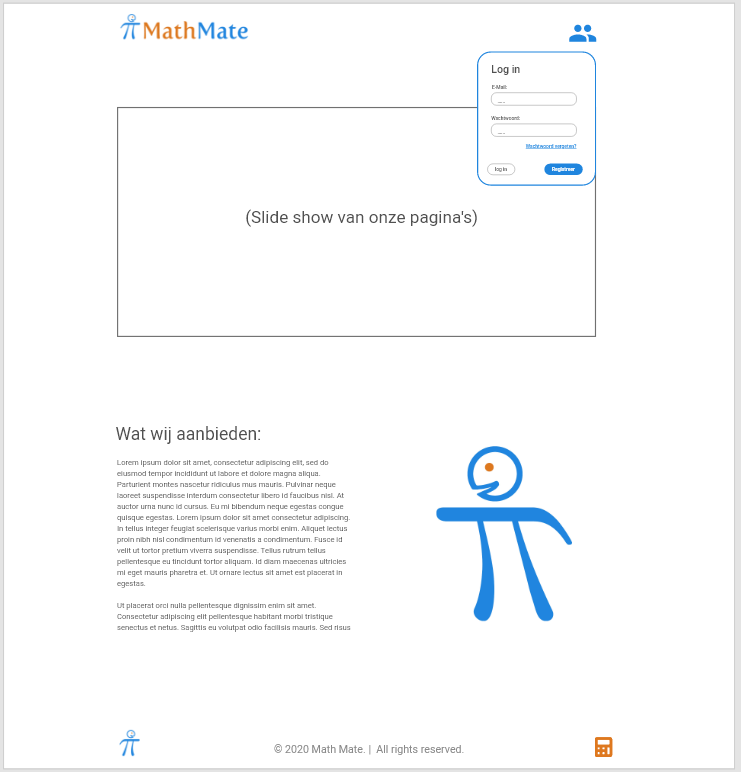 MathMate
Log in
E-Mail:
Wachtwoord:
Wachtwoord vergeten?
log in
Registreer
(Slide show van onze pagina's)
Wat wij aanbieden:
Lorem ipsum dolor sit amet, consectetur adipiscing elit, sed do
eiusmod tempor incididunt ut labore et dolore magna aliqua.
Parturient montes nascetur ridiculus mus mauris. Pulvinar neque
laoreet suspendisse interdum consectetur libero id faucibus nisl. At
auctor urna nunc id cursus. Eu mi bibendum neque egestas congue
quisque egestas. Lorem ipsum dolor sit amet consectetur adipiscing.
In tellus integer feugiat scelerisque varius morbi enim. Aliquet lectus
proin nibh nisl condimentum id venenatis a condimentum. Fusce id
velit ut tortor pretium viverra suspendisse. Tellus rutrum tellus
pellentesque eu tincidunt tortor aliquam. Id diam maecenas ultricies
mi eget mauris pharetra et. Ut ornare lectus sit amet est placerat in
egestas.
Ut placerat orci nulla pellentesque dignissim enim sit amet.
Consectetur adipiscing elit pellentesque habitant morbi tristique
senectus et netus. Sagittis eu volutpat odio facilisis mauris. Sed risus
© 2020 Math Mate. | All rights reserved.